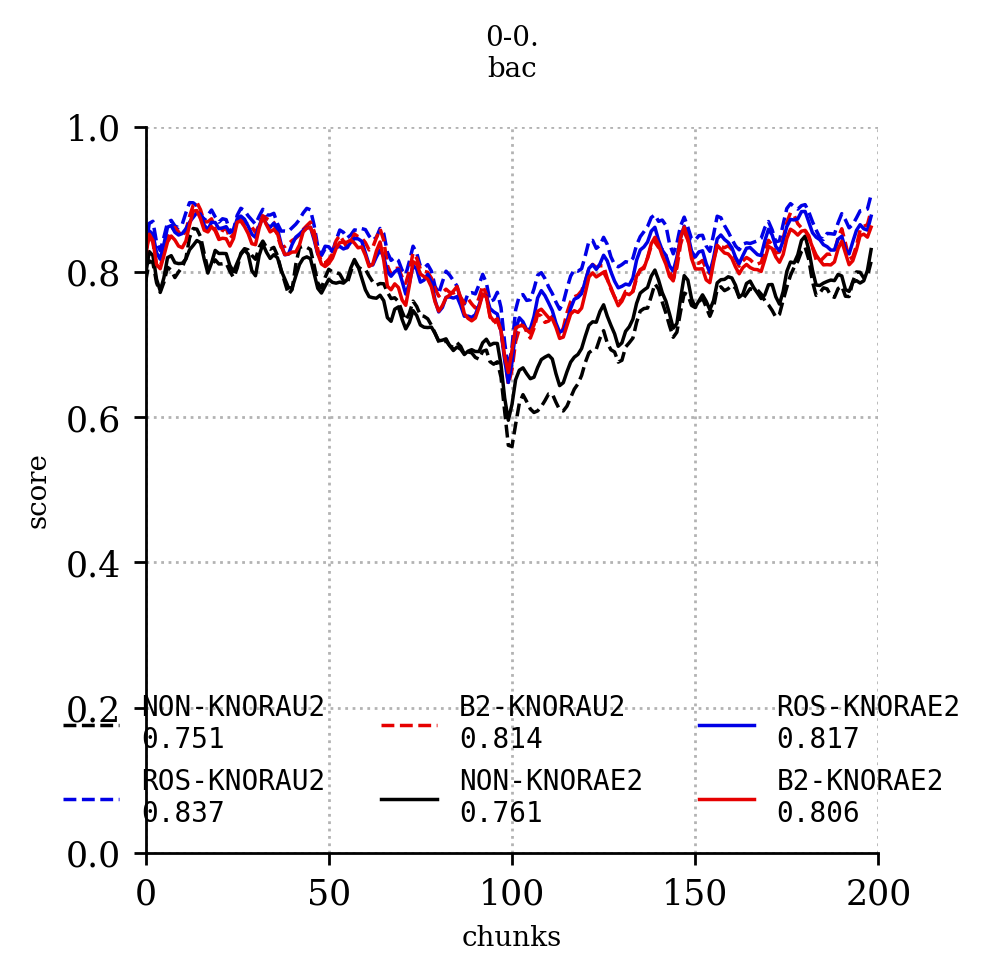 0-0.
bac
1.0
0.8
0.6
0.4
0.2
0.0
score
NON-KNORAU2
0.751
ROS-KNORAU2
0.837
B2-KNORAU2
0.814
NON-KNORAE2
0.761
ROS-KNORAE2
0.817
B2-KNORAE2
0.806
0 50 100 150 200
chunks